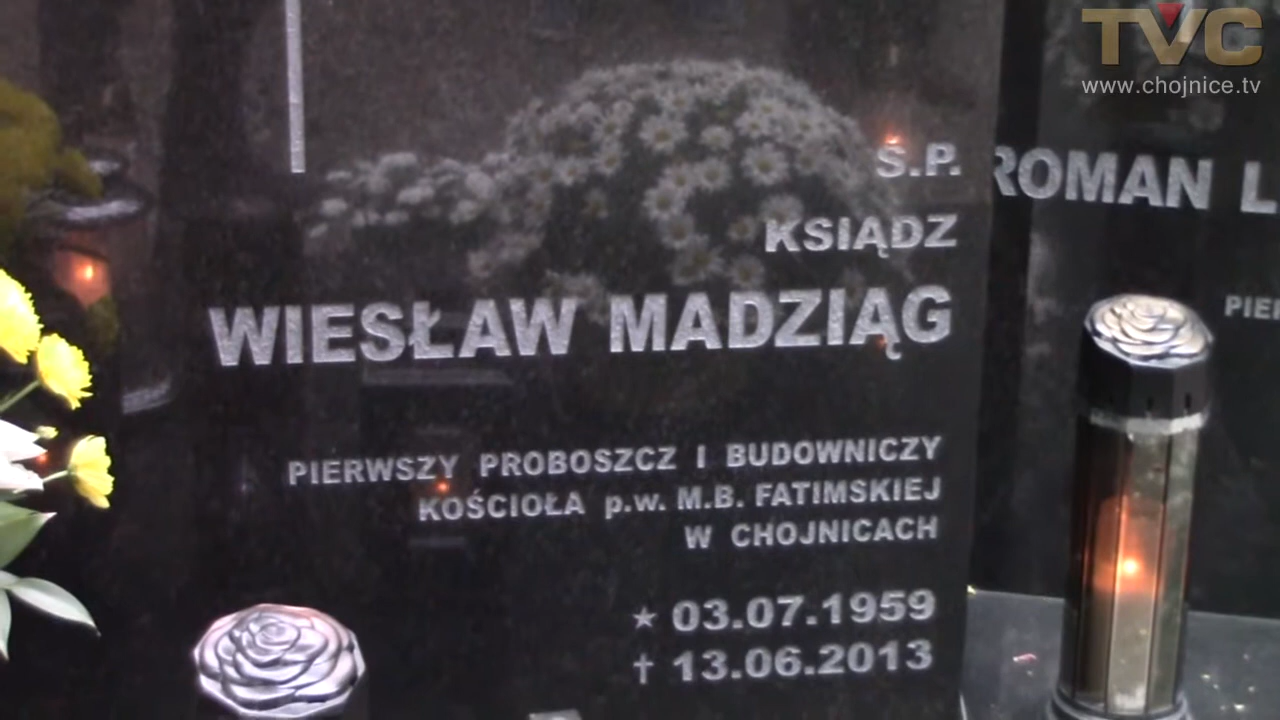 TVC
www.chojnice.tv
Ś.P.
KSIĄDZ
WIESŁAW MADZIĄG
PIERWSZY PROBOSZCZ I BUDOWNICZY
KOŚCIOŁA p.w. M.B. FATIMSKIEJ
W CHOJNICACH
★ 03.07.1959
† 13.06.2013
ROMAN